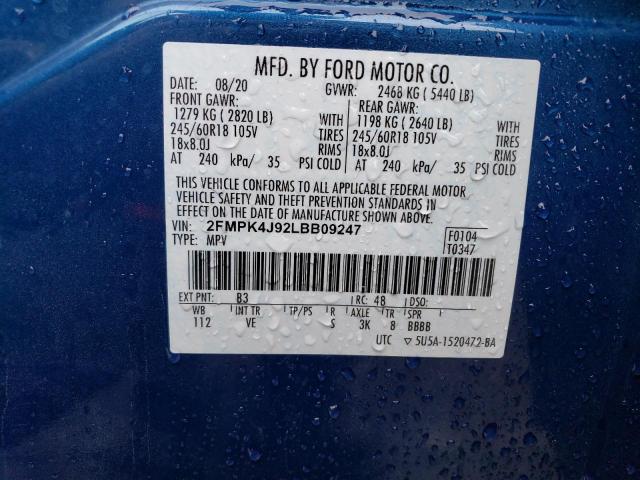 MFD. BY FORD MOTOR CO.
DATE: 08/20 GVWR: 2468 KG ( 5440 LB)
FRONT GAWR: REAR GAWR:
1279 KG ( 2820 LB) WITH 1198 KG ( 2640 LB) WITH
245/60R18 105V TIRES 245/60R18 105V TIRES
18x8.0J RIMS 18x8.0J RIMS
AT 240 kPa/ 35 PSI COLD AT 240 kPa/ 35 PSI COLD
THIS VEHICLE CONFORMS TO ALL APPLICABLE FEDERAL MOTOR
VEHICLE SAFETY AND THEFT PREVENTION STANDARDS IN
EFFECT ON THE DATE OF MANUFACTURE SHOWN ABOVE.
VIN: 2FMPK4J92LBB09247 F0104
TYPE: MPV T0347
EXT PNT: B3 RC: 48 DSO:
WB INT TR TP/PS R AXLE TR SPR
112 VE S 3K 8 BBBB
UTC 5U5A-1520472-BA